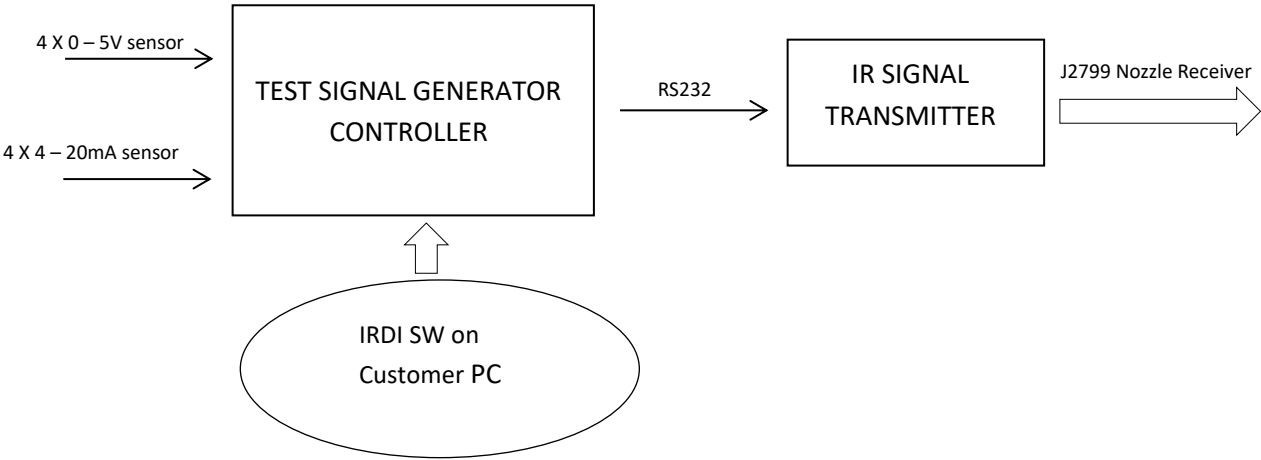 4 X 0 – 5V sensor
4 X 4 – 20mA sensor
TEST SIGNAL GENERATOR
CONTROLLER
RS232
IR SIGNAL
TRANSMITTER
J2799 Nozzle Receiver
IRDI SW on
Customer PC